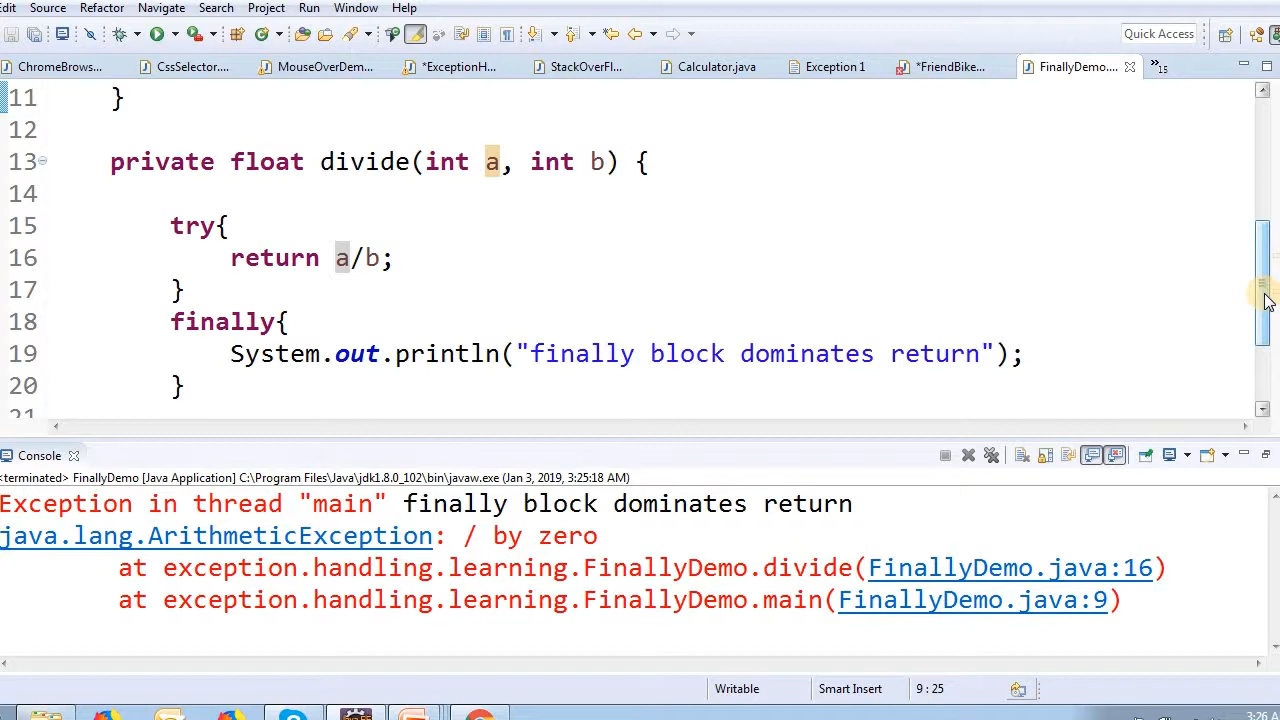 Edit Source Refactor Navigate Search Project Run Window Help
Quick Access
ChromeBrows... CssSelector.... MouseOverDem... *ExceptionH... StackOverFl... Calculator.java Exception 1 *FriendBike... FinallyDemo.... »15
11 }
12
13 private float divide(int a, int b) {
14
15 try{
16 return a/b;
17 }
18 finally{
19 System.out.println("finally block dominates return");
20 }
21
Console
<terminated> FinallyDemo [Java Application] C:\Program Files\Java\jdk1.8.0_102\bin\javaw.exe (Jan 3, 2019, 3:25:18 AM)
Exception in thread "main" finally block dominates return
java.lang.ArithmeticException: / by zero
at exception.handling.learning.FinallyDemo.divide(FinallyDemo.java:16)
at exception.handling.learning.FinallyDemo.main(FinallyDemo.java:9)
Writable Smart Insert 9 : 25
3:26 A